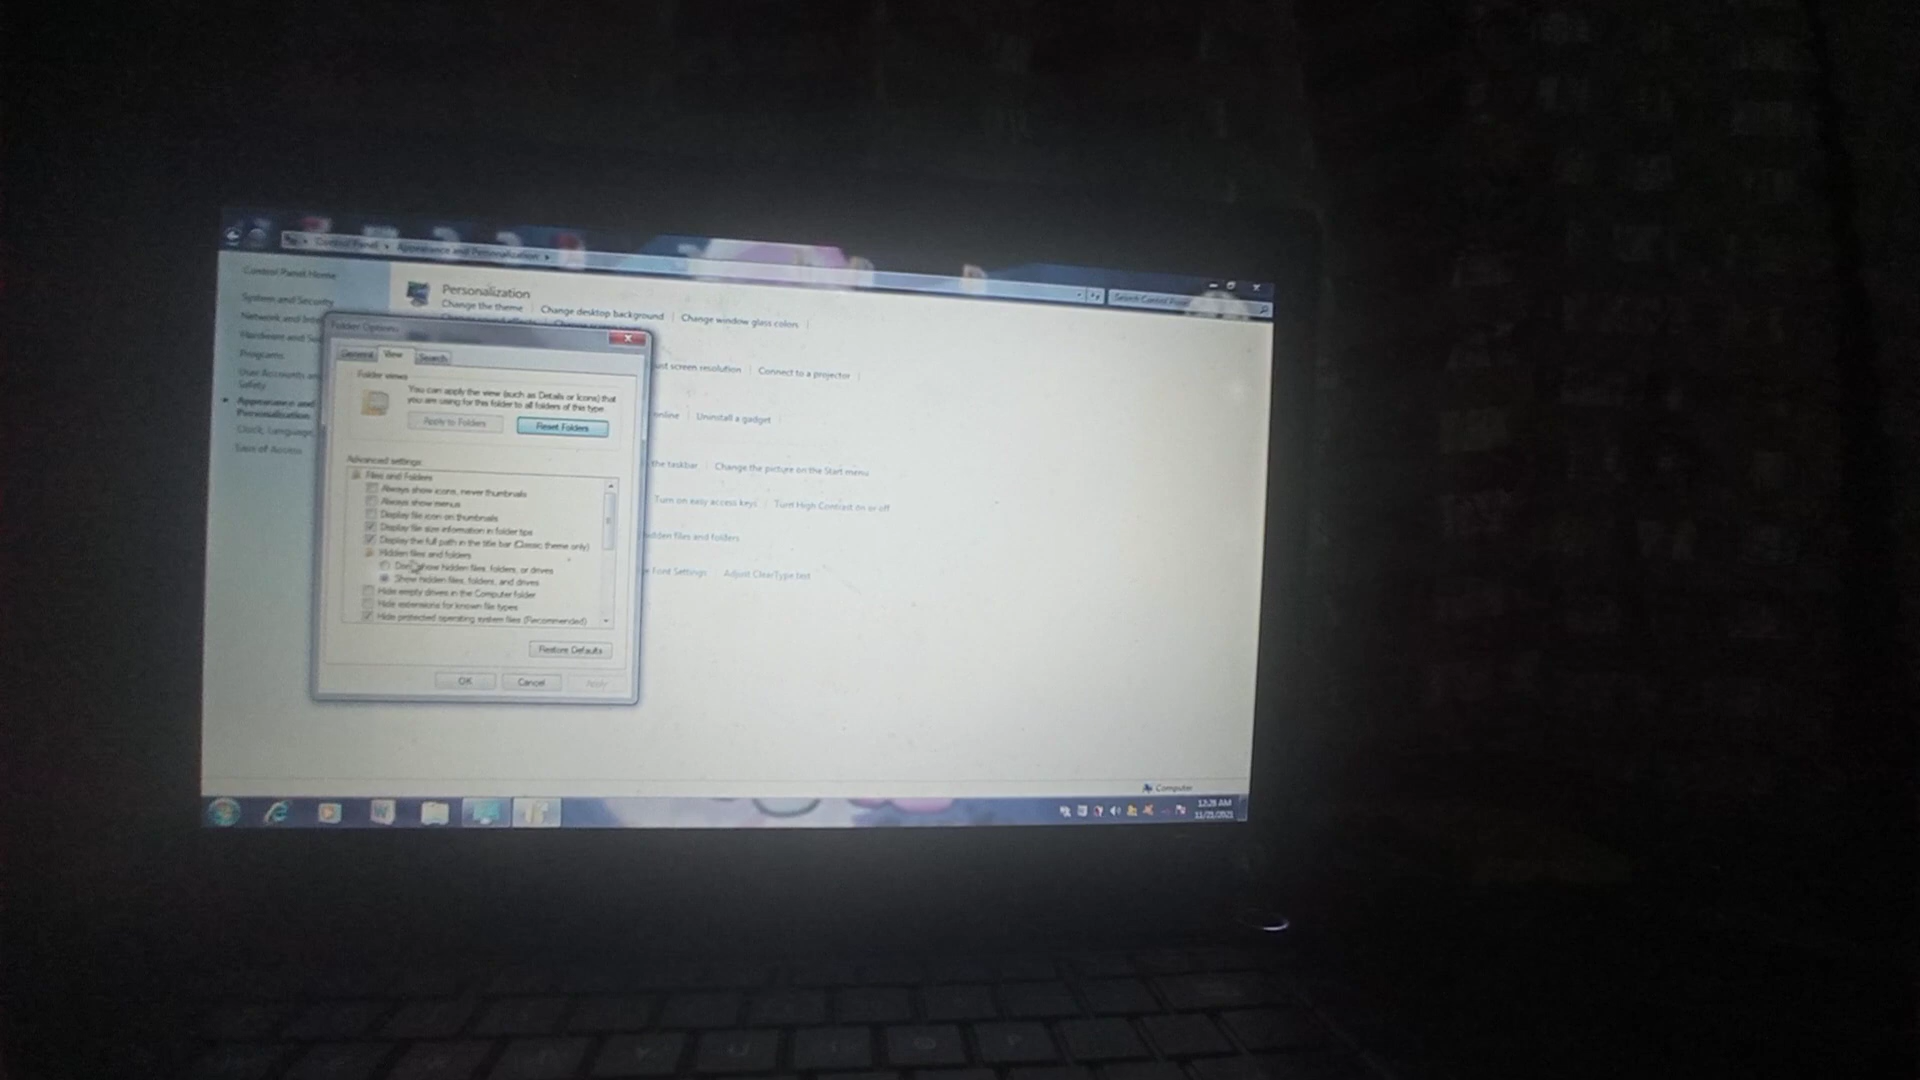 Control Panel ▸ Appearance and Personalization ▸
Search Control Panel
Control Panel Home
System and Security
Network and
Hardware and
Programs
User Accounts
Safety
Appearance and
Personalization
Clock, Language,
Ease of Access
Personalization
Change the theme | Change desktop background | Change window glass colors
screen resolution | Connect to a projector
online | Uninstall a gadget
the taskbar | Change the picture on the Start menu
Turn on easy access keys | Turn High Contrast on or off
hidden files and folders
Font Settings | Adjust ClearType text
Folder Options
General View Search
Folder views
You can apply the view (such as Details or Icons) that
you are using for this folder to all folders of this type.
Apply to Folders Reset Folders
Advanced settings:
Files and Folders
Always show icons, never thumbnails
Always show menus
Display file icon on thumbnails
Display file size information in folder tips
Display the full path in the title bar (Classic theme only)
Hidden files and folders
show hidden files, folders, or drives
Show hidden files, folders, and drives
Hide empty drives in the Computer folder
Hide extensions for known file types
Hide protected operating system files (Recommended)
Restore Defaults
OK Cancel Apply
Computer
12:28 AM
11/21/2021